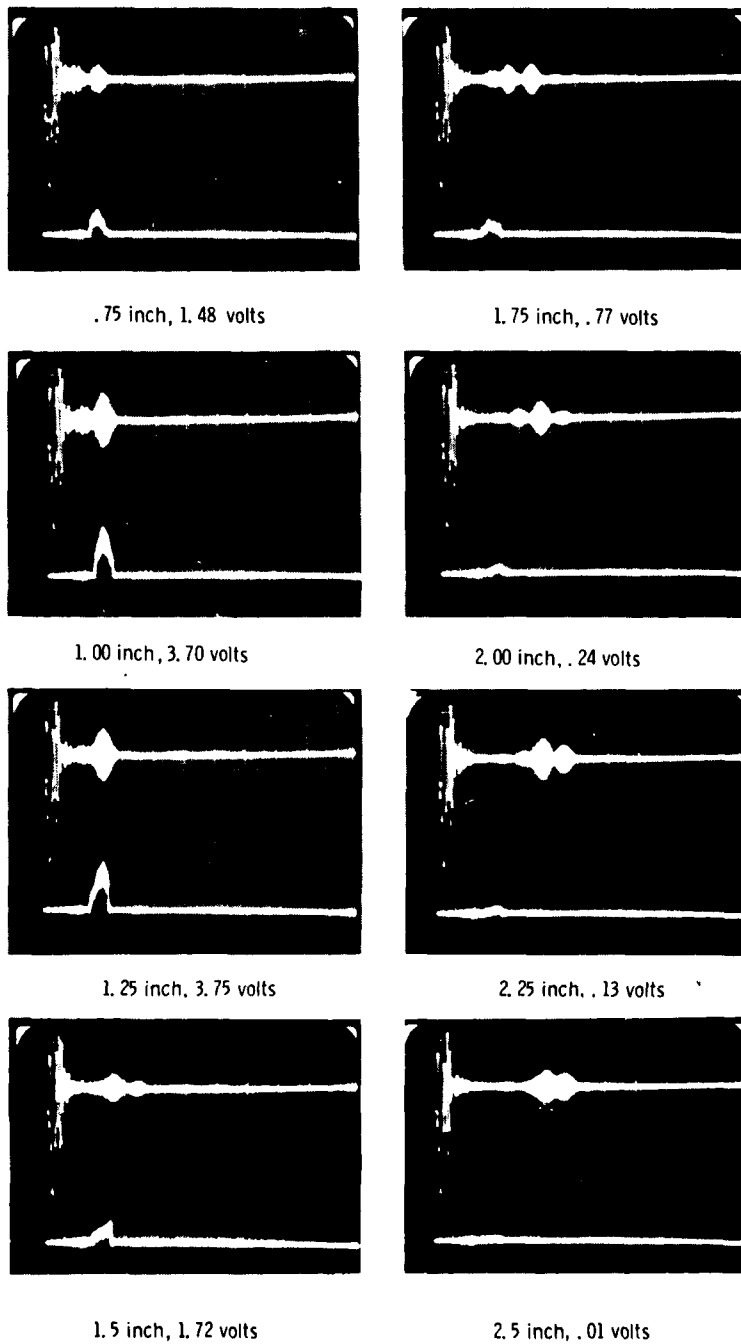 .75 inch, 1.48 volts
1.75 inch, .77 volts
1.00 inch, 3.70 volts
2.00 inch, .24 volts
1.25 inch, 3.75 volts
2.25 inch, .13 volts
1.5 inch, 1.72 volts
2.5 inch, .01 volts